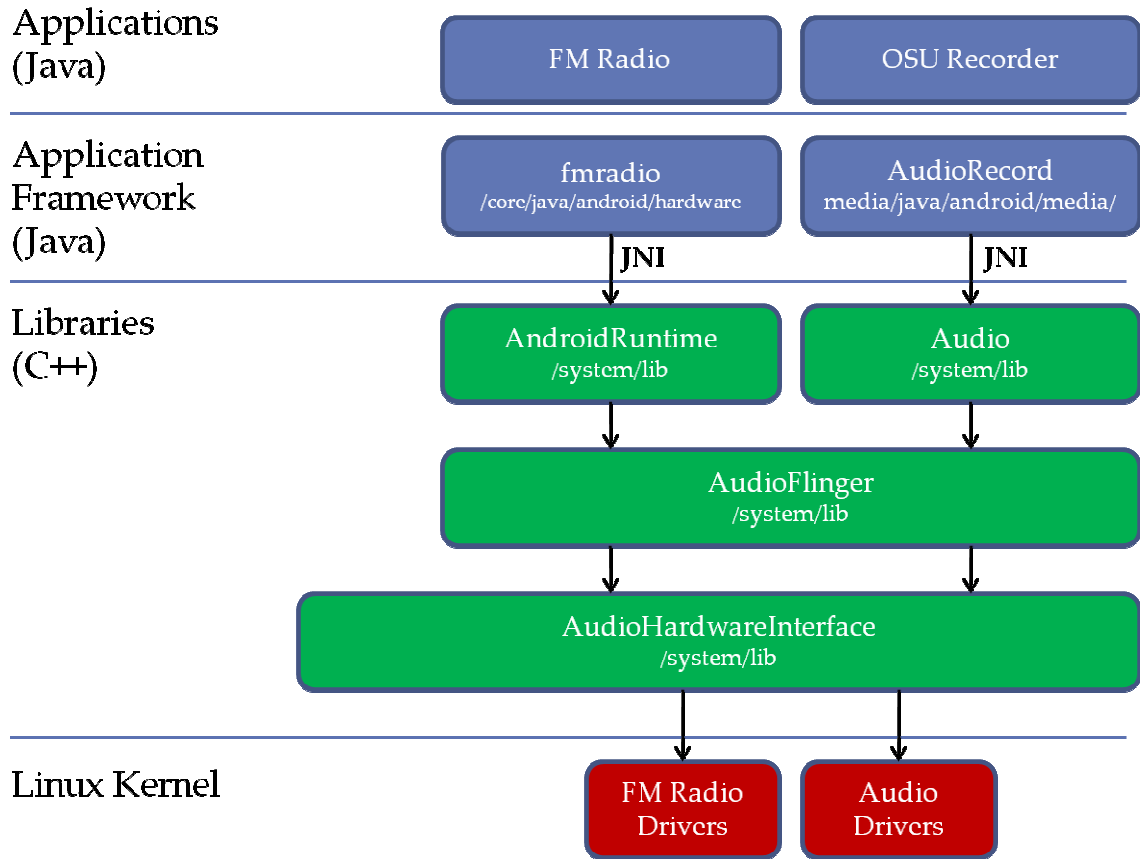 Applications
(Java)
FM Radio
OSU Recorder
Application
Framework
(Java)
fmradio
/core/java/android/hardware
AudioRecord
media/java/android/media/
JNI
JNI
Libraries
(C++)
AndroidRuntime
/system/lib
Audio
/system/lib
AudioFlinger
/system/lib
AudioHardwareInterface
/system/lib
Linux Kernel
FM Radio
Drivers
Audio
Drivers